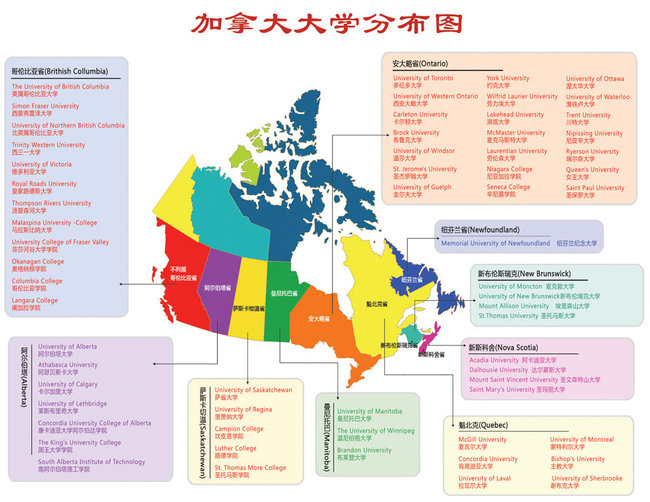 加拿大大学分布图
哥伦比亚省(Brithish Collumbia)
The University of British Columbia
英属哥伦比亚大学
Simon Fraser University
西蒙弗雷泽大学
University of Northern British Columbia
北英属哥伦比亚大学
Trinity Western University
西三一大学
University of Victoria
维多利亚大学
Royal Roads University
皇家路德大学
Thompson Rivers University
汤普森河大学
Malaspina University -College
马拉斯比纳大学
University College of Fraser Valley
菲莎河谷大学学院
Okanagan College
奥格纳根学院
Columbia College
哥伦比亚学院
Langara College
阑加拉学院
安大略省(Ontario)
University of Toronto
多伦多大学
York University
约克大学
University of Ottawa
渥太华大学
University of Western Ontario
西安大略大学
Wilfrid Laurier University
劳力埃大学
University of Waterloo
滑铁卢大学
Carleton University
卡尔顿大学
Lakehead University
湖首大学
Trent University
川特大学
Brock University
布鲁克大学
McMaster University
麦克马斯特大学
Nipissing University
尼皮辛大学
University of Windsor
温莎大学
Laurentian University
劳伦森大学
Ryerson University
瑞尔森大学
St. Jerome's University
圣杰罗姆大学
Niagara College
尼亚加拉学院
Queen's University
女王大学
University of Guelph
圭尔夫大学
Seneca College
辛尼嘉学院
Saint Paul University
圣保罗大学
纽芬兰省(Newfoundland)
Memorial University of Newfoundland 纽芬兰纪念大学
新布伦斯瑞克(New Brunswick)
University of Moncton 麦克敦大学
University of New Brunswick新布伦瑞克大学
Mount Allison University 埃里森山大学
St.Thomas University 圣托马斯大学
新斯科舍(Nova Scotia)
Acadia University 阿卡迪亚大学
Dalhousie University 达尔豪斯大学
Mount Saint Vincent University 圣文森特山大学
Saint Mary's University 圣玛丽大学
魁北克(Quebec)
McGill University
麦吉尔大学
University of Montreal
蒙特利尔大学
Concordia University
肯高迪亚大学
Bishop's University
主教大学
University of Laval
拉瓦尔大学
University of Sherbrooke
谢布克大学
不列颠
哥伦比亚省
阿尔伯塔省
萨斯卡彻温省
曼尼托巴省
安大略省
魁北克省
纽芬兰省
新布伦斯瑞克省
新斯科舍省
阿尔伯塔(Alberta)
University of Alberta
阿尔伯塔大学
Athabasca University
阿瑟贝斯卡大学
University of Calgary
卡尔加里大学
University of Lethbridge
莱斯布里奇大学
Concordia University College of Alberta
康卡迪亚大学阿尔伯达学院
The King's University College
国王大学学院
South Alberta Institute of Technology
南阿尔伯塔理工学院
萨斯卡切温(Saskatchewan)
University of Saskatchewan
萨省大学
University of Regina
里贾纳大学
Campion College
坎皮恩学院
Luther College
路德学院
St. Thomas More College
圣托马斯学院
曼尼托巴(Manitoba)
University of Manitoba
曼尼托巴大学
The University of Winnipeg
温尼伯格大学
Brandon University
布莱登大学